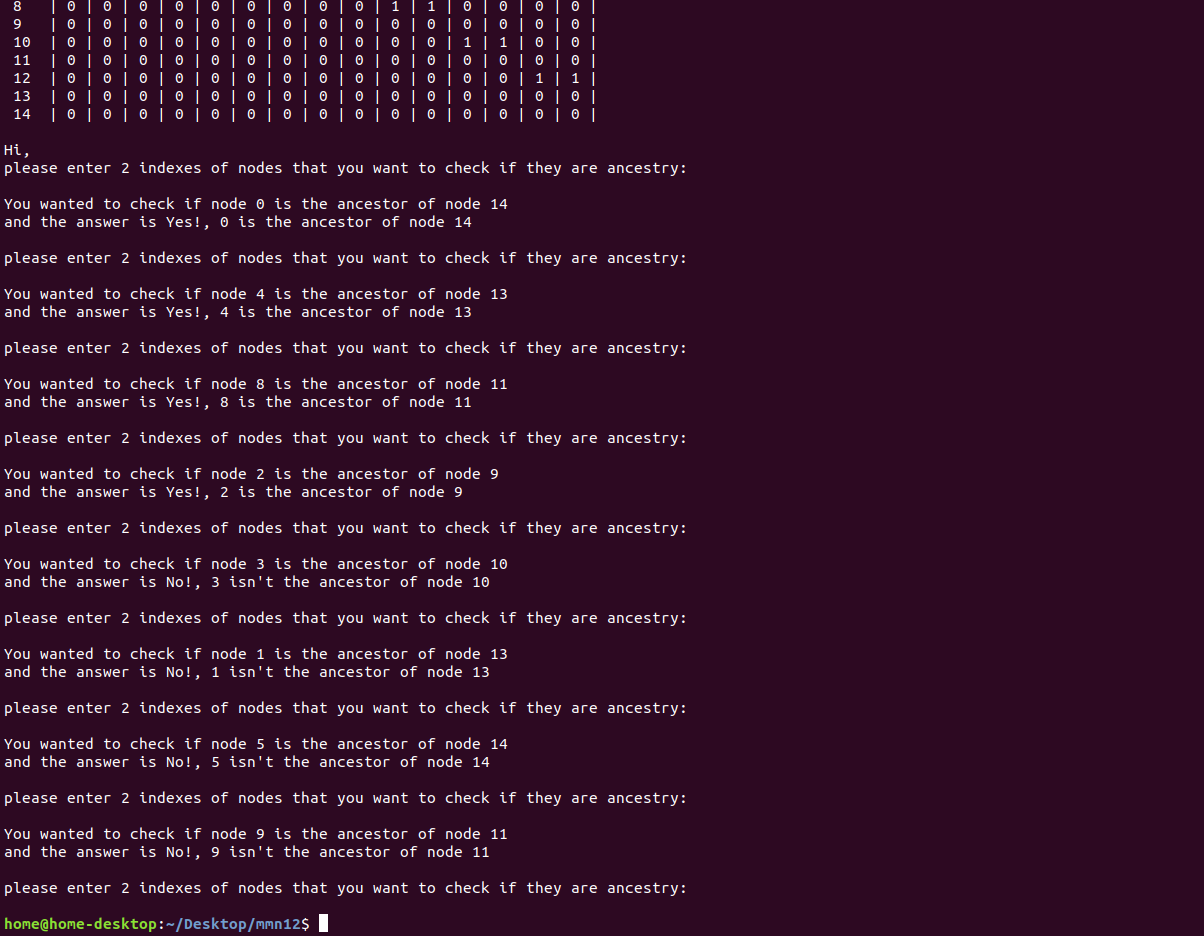 8 | 0 | 0 | 0 | 0 | 0 | 0 | 0 | 0 | 0 | 1 | 1 | 0 | 0 | 0 | 0 |
9 | 0 | 0 | 0 | 0 | 0 | 0 | 0 | 0 | 0 | 0 | 0 | 0 | 0 | 0 | 0 |
10 | 0 | 0 | 0 | 0 | 0 | 0 | 0 | 0 | 0 | 0 | 0 | 1 | 1 | 0 | 0 |
11 | 0 | 0 | 0 | 0 | 0 | 0 | 0 | 0 | 0 | 0 | 0 | 0 | 0 | 0 | 0 |
12 | 0 | 0 | 0 | 0 | 0 | 0 | 0 | 0 | 0 | 0 | 0 | 0 | 0 | 1 | 1 |
13 | 0 | 0 | 0 | 0 | 0 | 0 | 0 | 0 | 0 | 0 | 0 | 0 | 0 | 0 | 0 |
14 | 0 | 0 | 0 | 0 | 0 | 0 | 0 | 0 | 0 | 0 | 0 | 0 | 0 | 0 | 0 |
Hi,
please enter 2 indexes of nodes that you want to check if they are ancestry:
You wanted to check if node 0 is the ancestor of node 14
and the answer is Yes!, 0 is the ancestor of node 14
please enter 2 indexes of nodes that you want to check if they are ancestry:
You wanted to check if node 4 is the ancestor of node 13
and the answer is Yes!, 4 is the ancestor of node 13
please enter 2 indexes of nodes that you want to check if they are ancestry:
You wanted to check if node 8 is the ancestor of node 11
and the answer is Yes!, 8 is the ancestor of node 11
please enter 2 indexes of nodes that you want to check if they are ancestry:
You wanted to check if node 2 is the ancestor of node 9
and the answer is Yes!, 2 is the ancestor of node 9
please enter 2 indexes of nodes that you want to check if they are ancestry:
You wanted to check if node 3 is the ancestor of node 10
and the answer is No!, 3 isn't the ancestor of node 10
please enter 2 indexes of nodes that you want to check if they are ancestry:
You wanted to check if node 1 is the ancestor of node 13
and the answer is No!, 1 isn't the ancestor of node 13
please enter 2 indexes of nodes that you want to check if they are ancestry:
You wanted to check if node 5 is the ancestor of node 14
and the answer is No!, 5 isn't the ancestor of node 14
please enter 2 indexes of nodes that you want to check if they are ancestry:
You wanted to check if node 9 is the ancestor of node 11
and the answer is No!, 9 isn't the ancestor of node 11
please enter 2 indexes of nodes that you want to check if they are ancestry:
home@home-desktop:~/Desktop/mmn12$